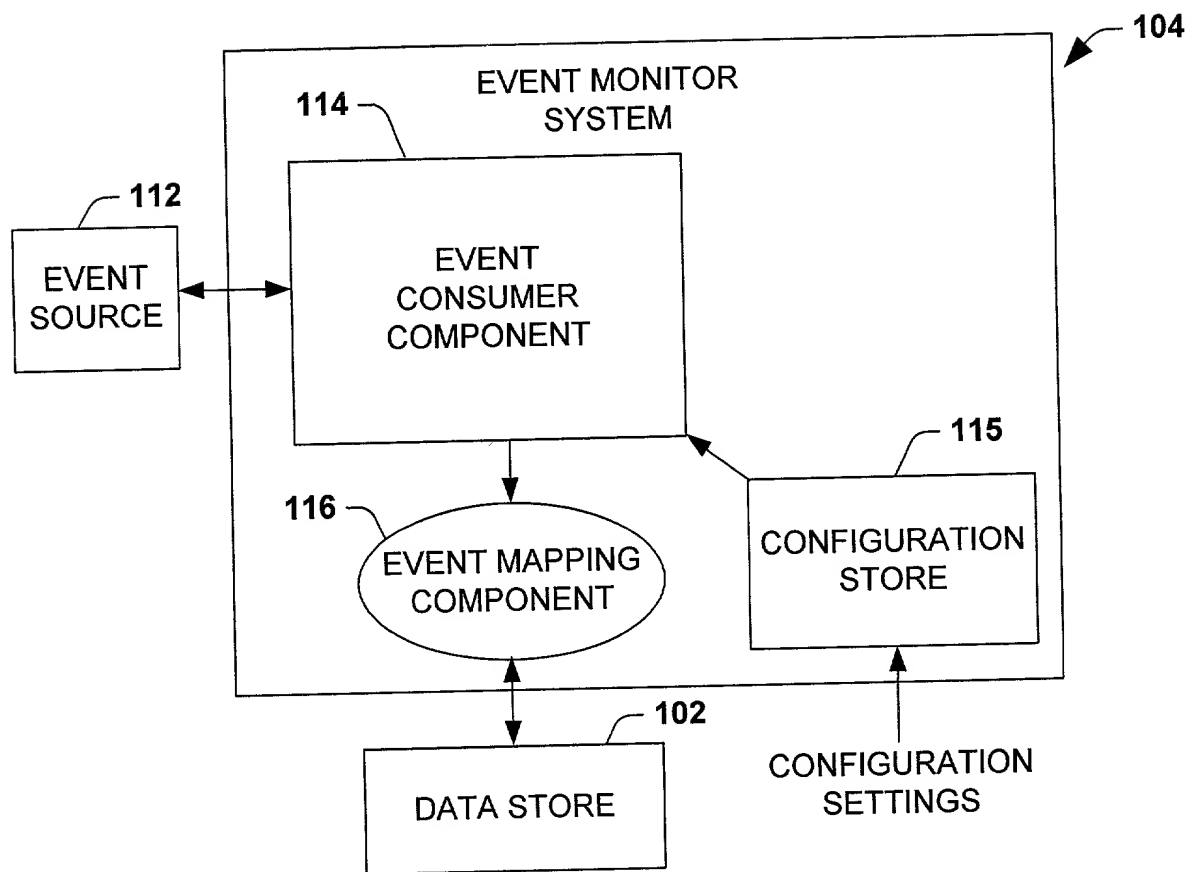 104
EVENT MONITOR
SYSTEM
114
112
EVENT
SOURCE
EVENT
CONSUMER
COMPONENT
115
116
EVENT MAPPING
COMPONENT
CONFIGURATION
STORE
102
DATA STORE
CONFIGURATION
SETTINGS